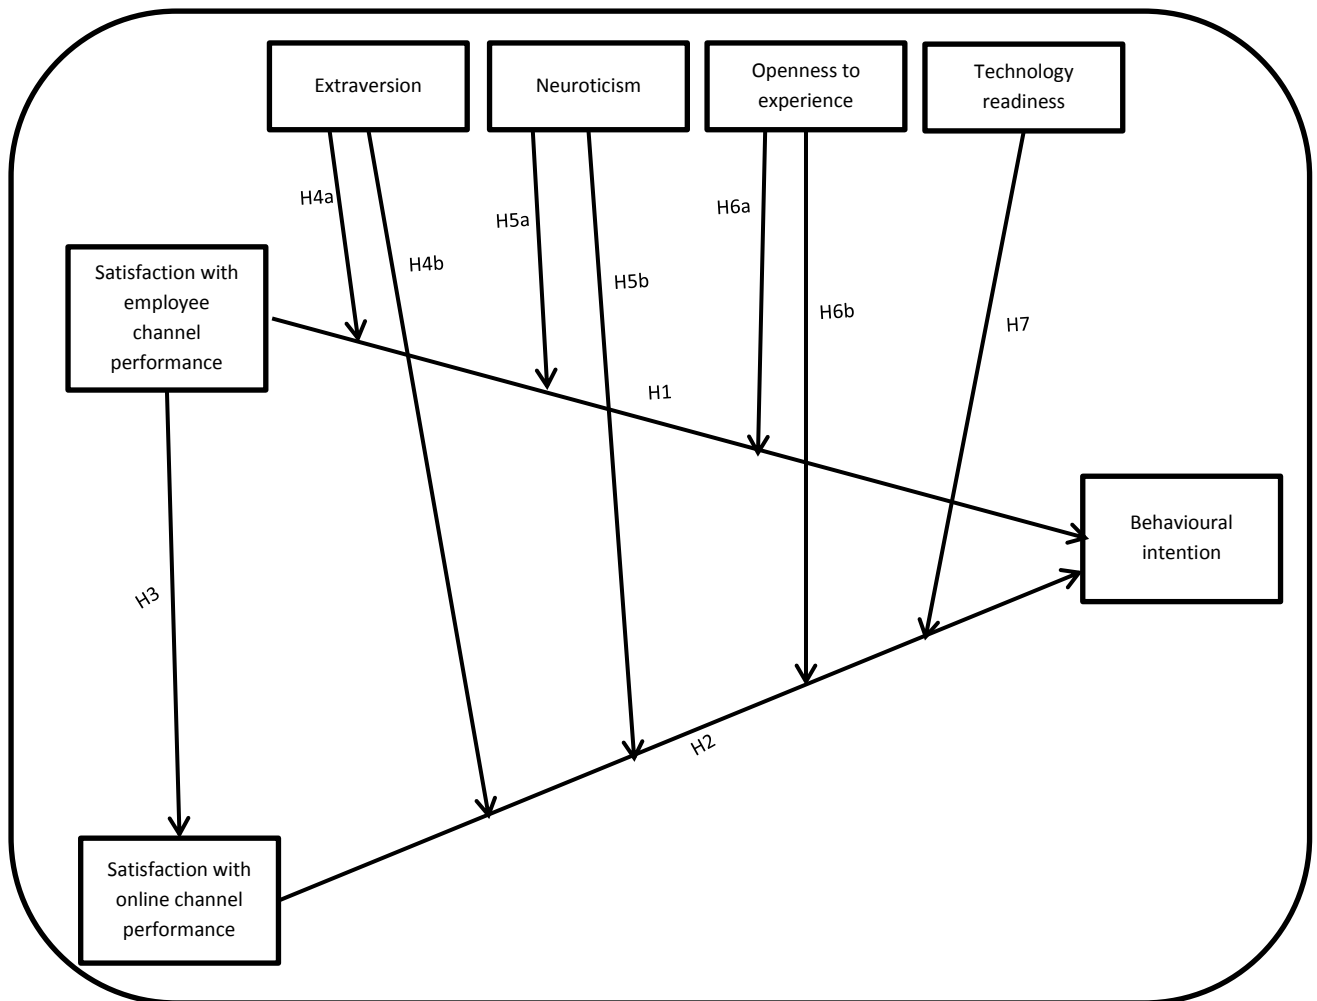 Extraversion
Neuroticism
Openness to
experience
Technology
readiness
H4a
H5a
H6a
H4b
H5b
H6b
H7
Satisfaction with
employee
channel
performance
H1
Behavioural
intention
H3
H2
Satisfaction with
online channel
performance